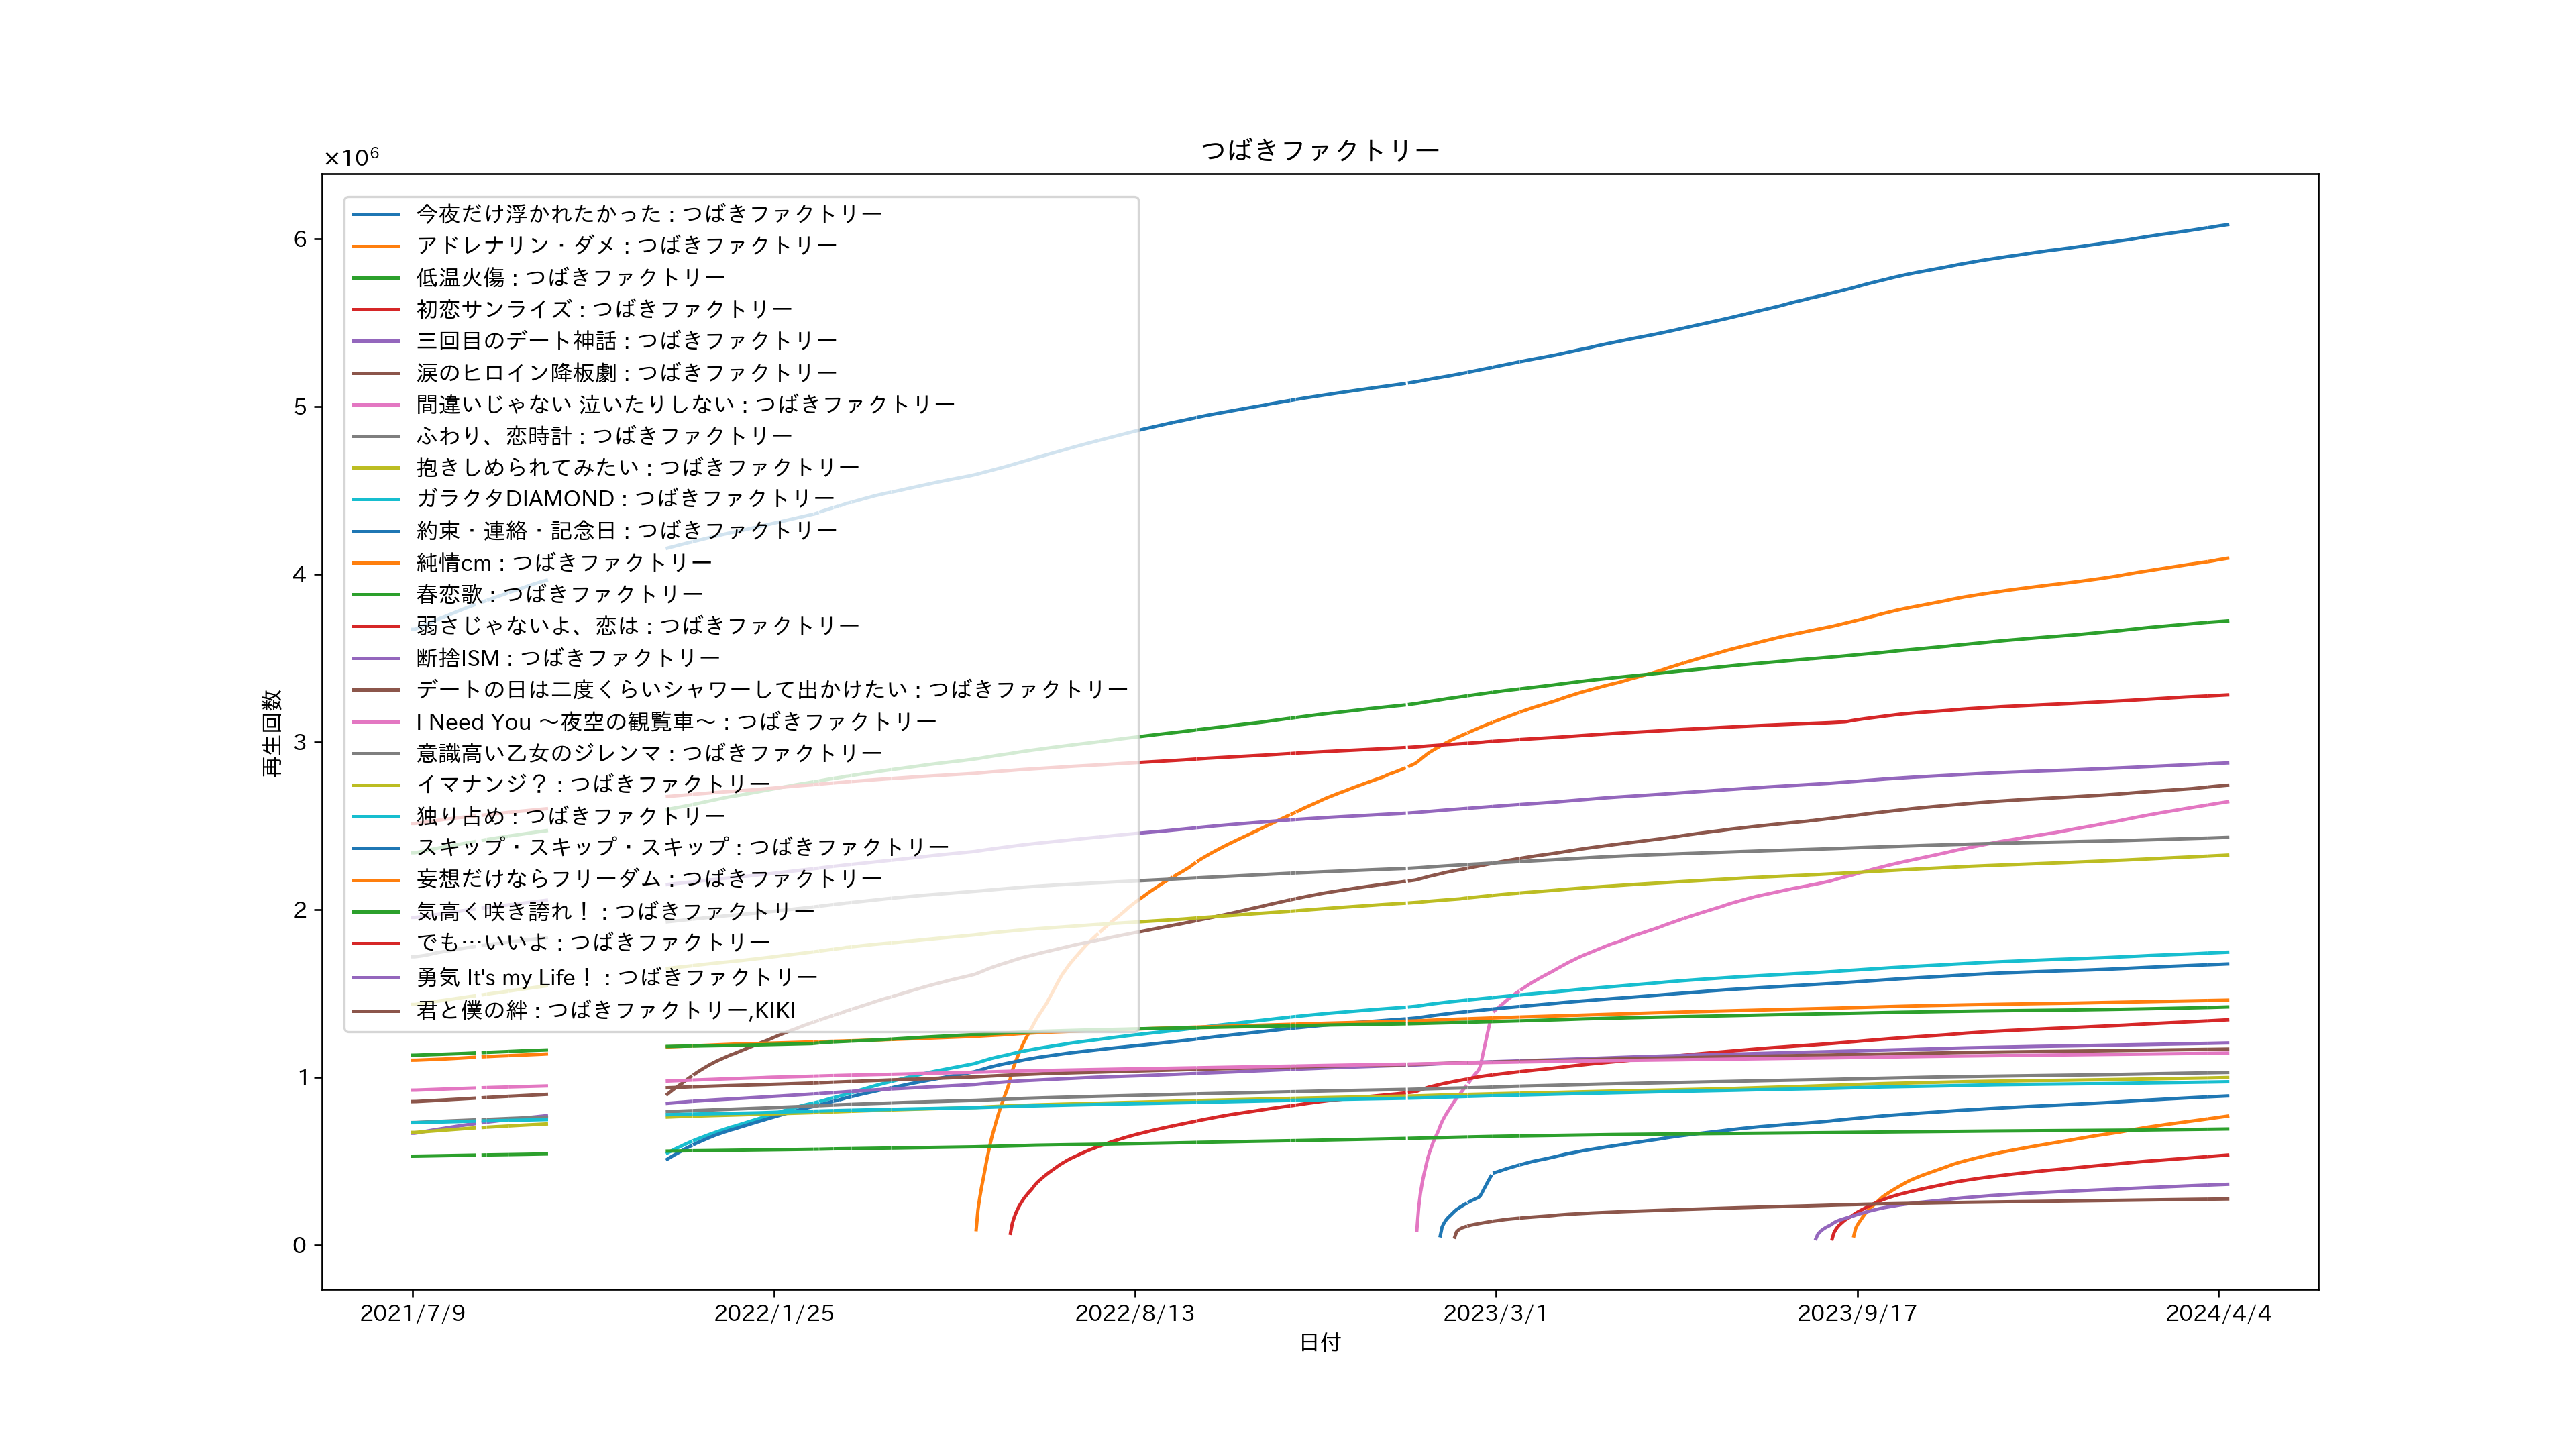 つばきファクトリー
×10⁶
今夜だけ浮かれたかった : つばきファクトリー
アドレナリン・ダメ : つばきファクトリー
低温火傷 : つばきファクトリー
初恋サンライズ : つばきファクトリー
三回目のデート神話 : つばきファクトリー
涙のヒロイン降板劇 : つばきファクトリー
間違いじゃない 泣いたりしない : つばきファクトリー
ふわり、恋時計 : つばきファクトリー
抱きしめられてみたい : つばきファクトリー
ガラクタDIAMOND : つばきファクトリー
約束・連絡・記念日 : つばきファクトリー
純情cm : つばきファクトリー
春恋歌 : つばきファクトリー
弱さじゃないよ、恋は : つばきファクトリー
断捨ISM : つばきファクトリー
デートの日は二度くらいシャワーして出かけたい : つばきファクトリー
I Need You ～夜空の観覧車～ : つばきファクトリー
意識高い乙女のジレンマ : つばきファクトリー
イマナンジ？ : つばきファクトリー
独り占め : つばきファクトリー
スキップ・スキップ・スキップ : つばきファクトリー
妄想だけならフリーダム : つばきファクトリー
気高く咲き誇れ！ : つばきファクトリー
でも…いいよ : つばきファクトリー
勇気 It's my Life！ : つばきファクトリー
君と僕の絆 : つばきファクトリー,KIKI
6
5
4
3
2
1
0
再生回数
2021/7/9 2022/1/25 2022/8/13 2023/3/1 2023/9/17 2024/4/4
日付